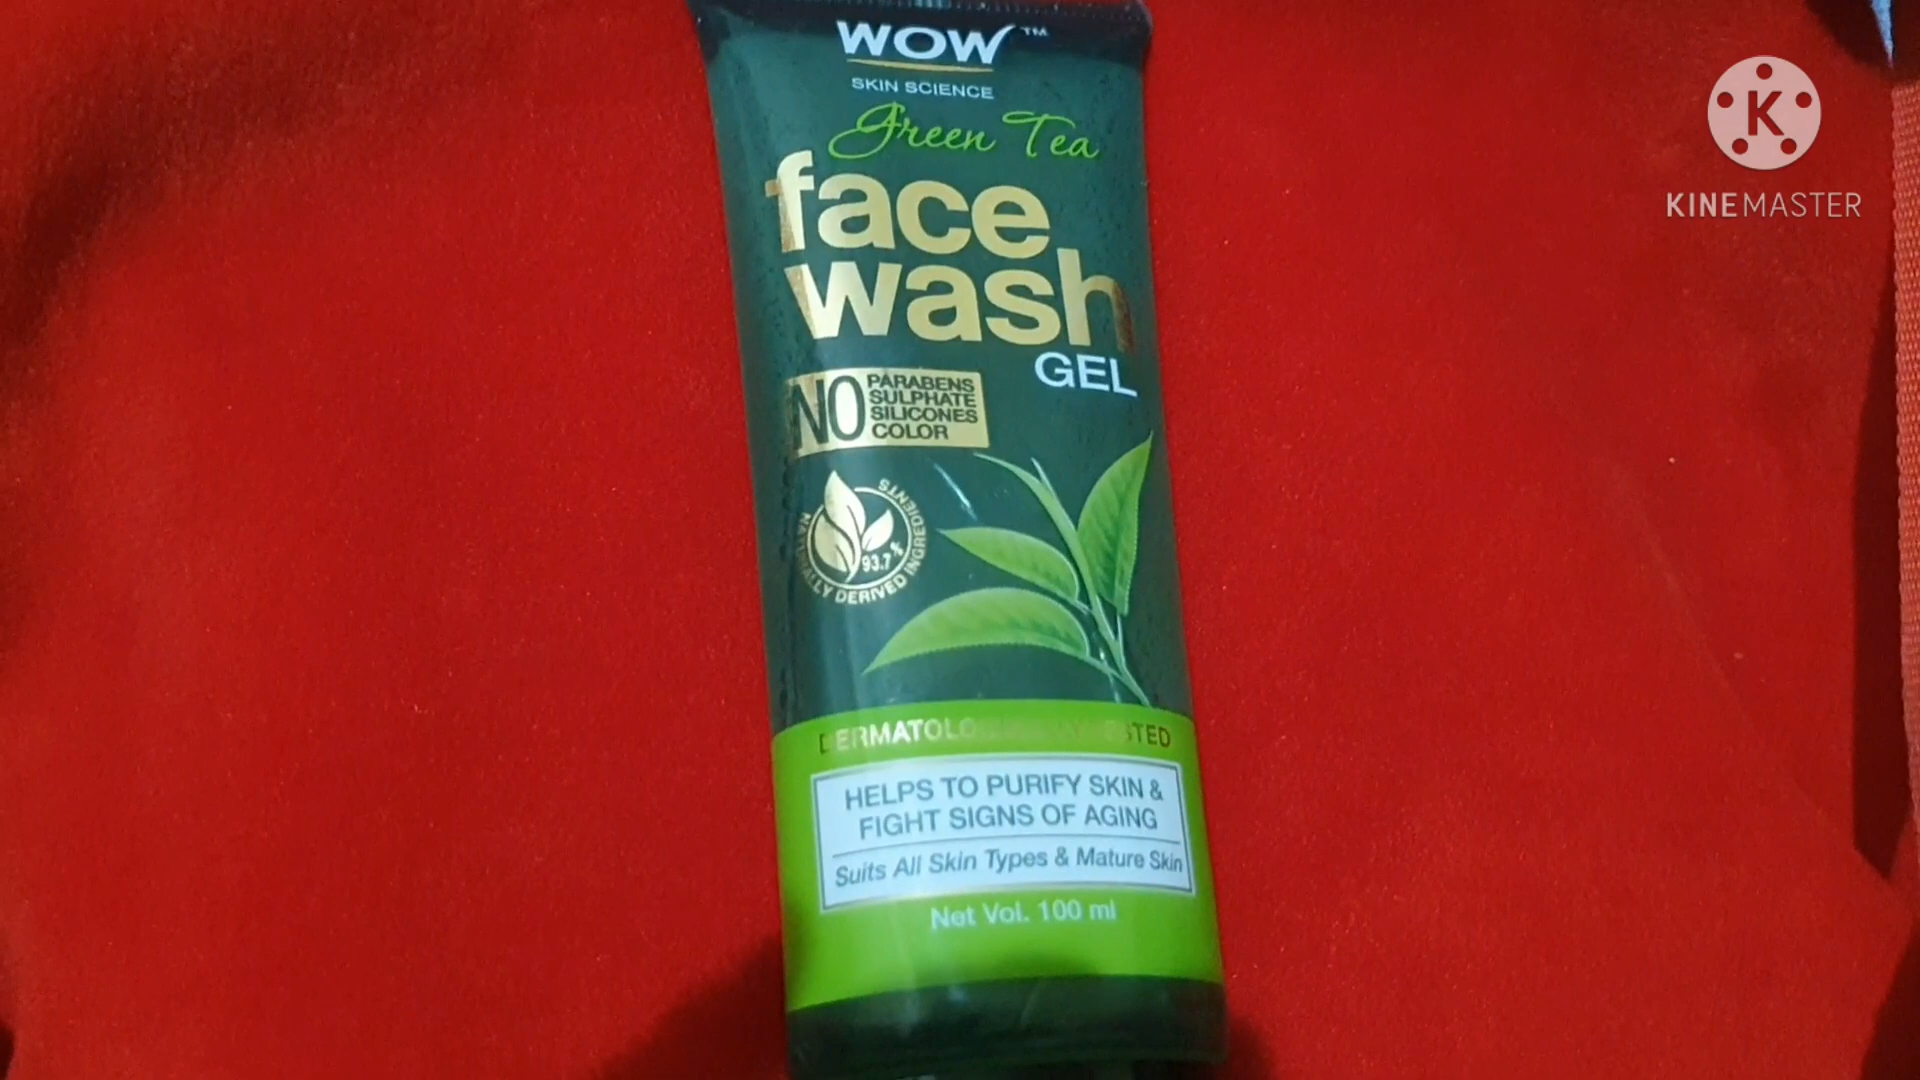 WOW™
SKIN SCIENCE
Green Tea
face
wash
GEL
NO PARABENS
SULPHATE
SILICONES
COLOR
93.7%
NATURALLY DERIVED INGREDIENTS
HELPS TO PURIFY SKIN &
FIGHT SIGNS OF AGING
Suits All Skin Types & Mature Skin
Net Vol. 100 ml
K
KINEMASTER